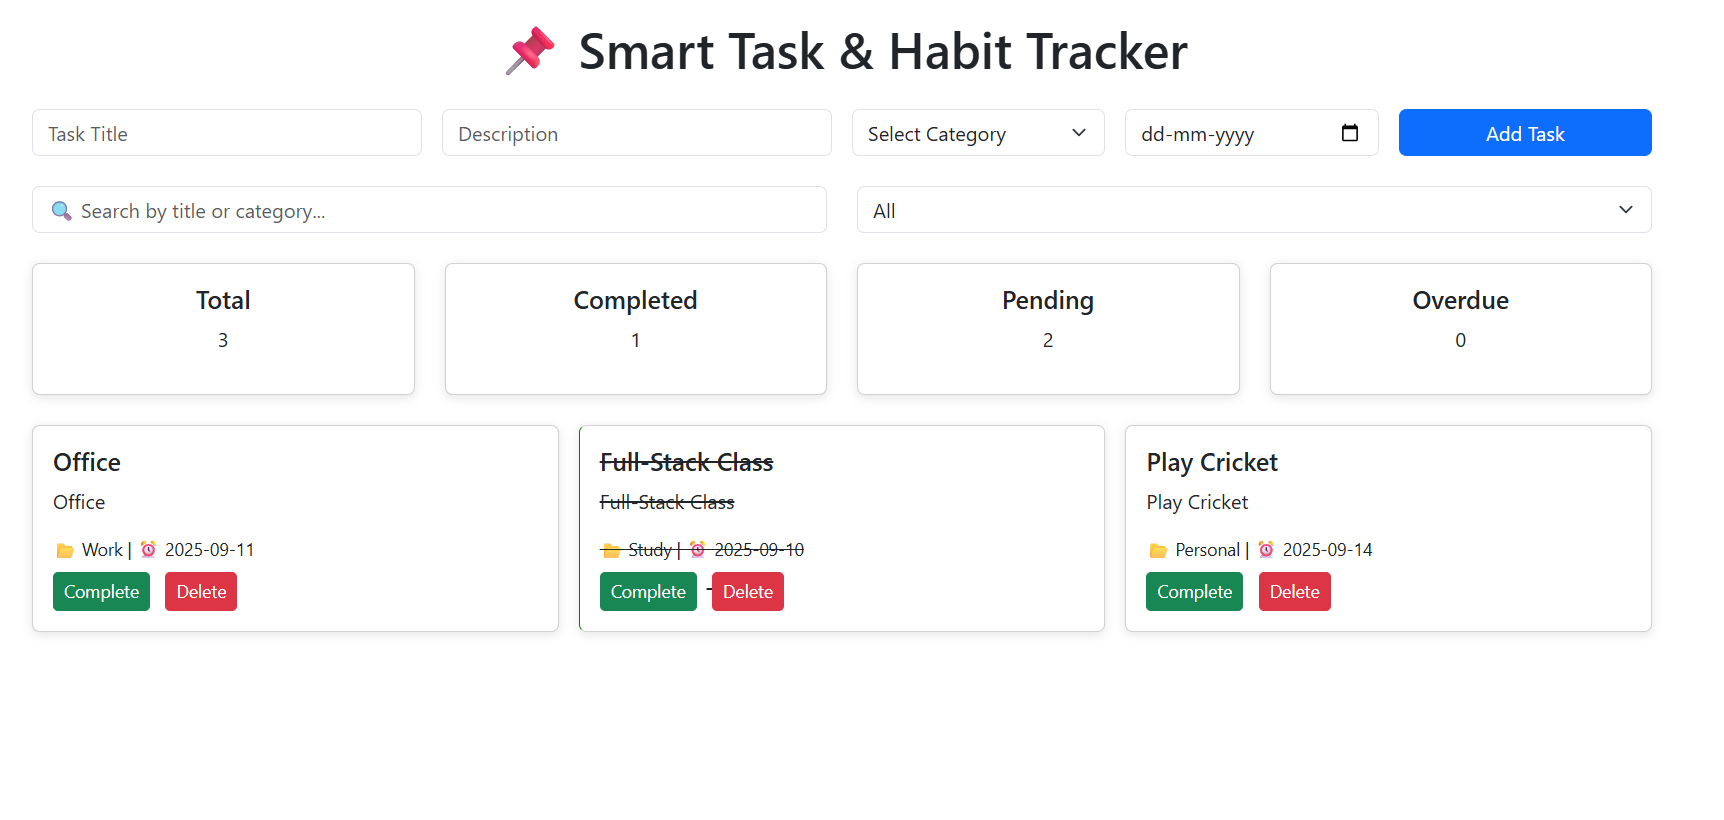 📌 Smart Task & Habit Tracker
Task Title Description Select Category dd-mm-yyyy Add Task
🔍 Search by title or category... All
Total Completed Pending Overdue
3 1 2 0
Office
Office
📂 Work | ⏰ 2025-09-11
Complete Delete
Full-Stack Class
Full-Stack Class
📂 Study | ⏰ 2025-09-10
Complete Delete
Play Cricket
Play Cricket
📂 Personal | ⏰ 2025-09-14
Complete Delete